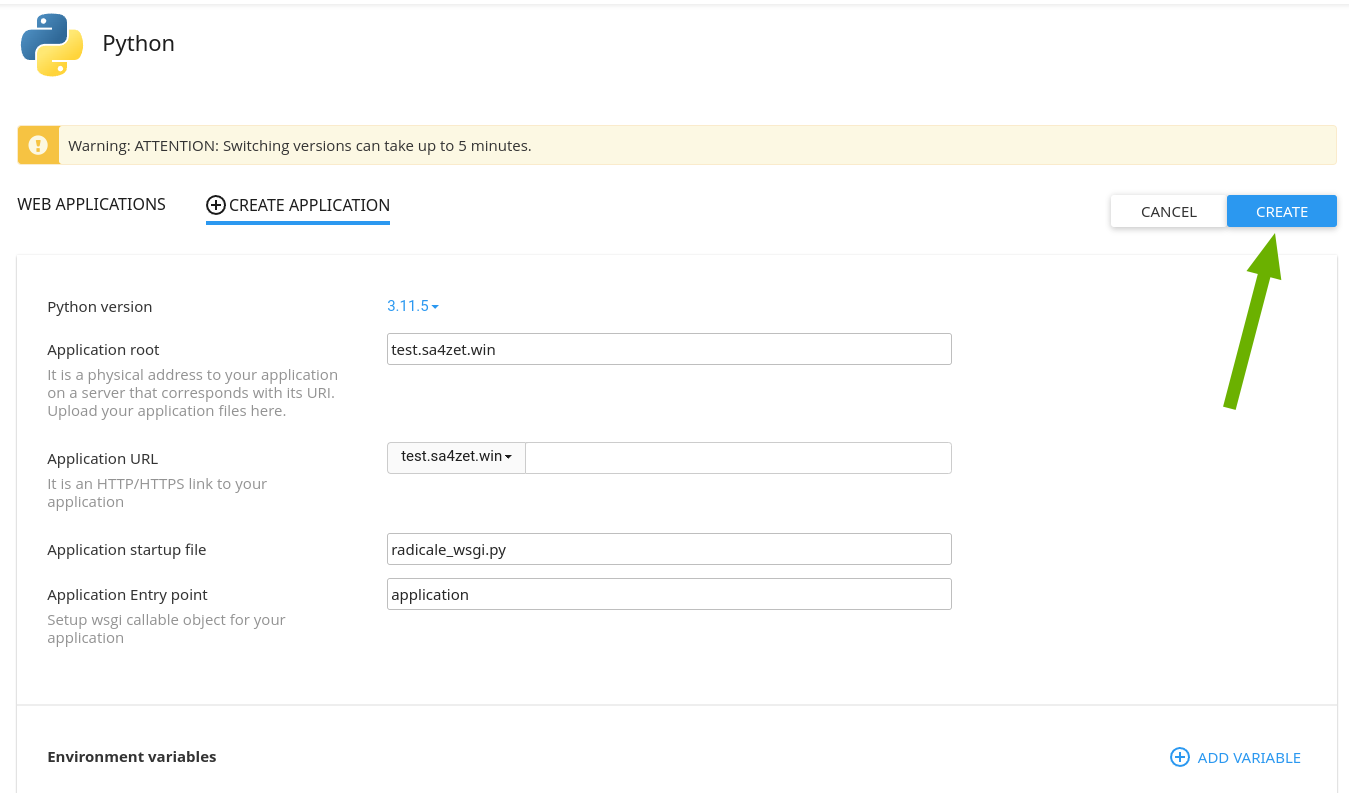 Python
Warning: ATTENTION: Switching versions can take up to 5 minutes.
WEB APPLICATIONS
CREATE APPLICATION
CANCEL
CREATE
Python version
3.11.5
Application root
test.sa4zet.win
It is a physical address to your application
on a server that corresponds with its URI.
Upload your application files here.
Application URL
test.sa4zet.win
It is an HTTP/HTTPS link to your
application
Application startup file
radicale_wsgi.py
Application Entry point
application
Setup wsgi callable object for your
application
Environment variables
ADD VARIABLE